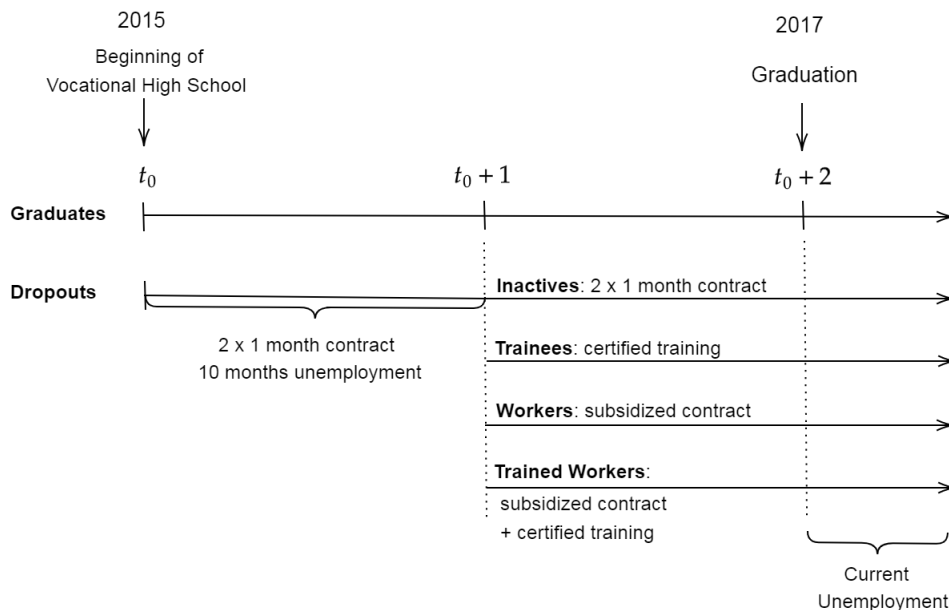 2015
Beginning of
Vocational High School
2017
Graduation
t₀
t₀ + 1
t₀ + 2
Graduates
Dropouts
Inactives: 2 x 1 month contract
2 x 1 month contract
10 months unemployment
Trainees: certified training
Workers: subsidized contract
Trained Workers:
subsidized contract
+ certified training
Current
Unemployment